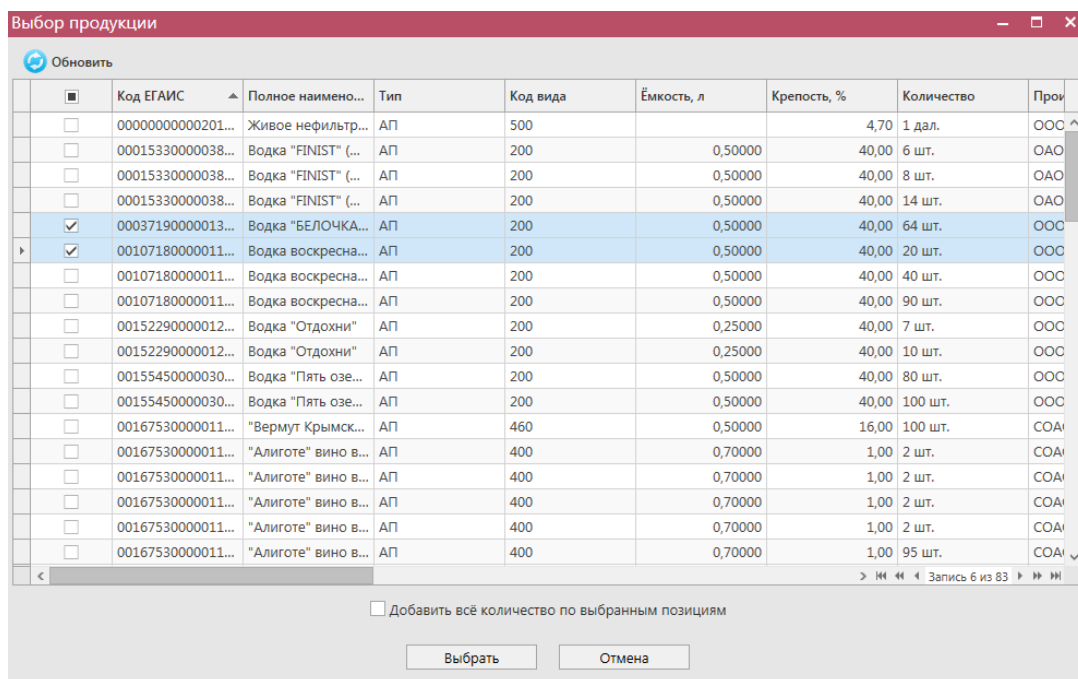 Выбор продукции
Обновить
Код ЕГАИС Полное наимено... Тип Код вида Ёмкость, л Крепость, % Количество Прои
00000000000201... Живое нефильтр... АП 500 4,70 1 дал. ООО
00015330000038... Водка "FINIST" (... АП 200 0,50000 40,00 6 шт. ОАО
00015330000038... Водка "FINIST" (... АП 200 0,50000 40,00 8 шт. ОАО
00015330000038... Водка "FINIST" (... АП 200 0,50000 40,00 14 шт. ОАО
00037190000013... Водка "БЕЛОЧКА... АП 200 0,50000 40,00 64 шт. ООО
00107180000011... Водка воскресна... АП 200 0,50000 40,00 20 шт. ООО
00107180000011... Водка воскресна... АП 200 0,50000 40,00 40 шт. ООО
00107180000011... Водка воскресна... АП 200 0,50000 40,00 90 шт. ООО
00152290000012... Водка "Отдохни" АП 200 0,25000 40,00 7 шт. ООО
00152290000012... Водка "Отдохни" АП 200 0,25000 40,00 10 шт. ООО
00155450000030... Водка "Пять озе... АП 200 0,50000 40,00 80 шт. ООО
00155450000030... Водка "Пять озе... АП 200 0,50000 40,00 100 шт. ООО
00167530000011... "Вермут Крымск... АП 460 0,50000 16,00 100 шт. СОА
00167530000011... "Алиготе" вино в... АП 400 0,70000 1,00 2 шт. СОА
00167530000011... "Алиготе" вино в... АП 400 0,70000 1,00 2 шт. СОА
00167530000011... "Алиготе" вино в... АП 400 0,70000 1,00 2 шт. СОА
00167530000011... "Алиготе" вино в... АП 400 0,70000 1,00 2 шт. СОА
00167530000011... "Алиготе" вино в... АП 400 0,70000 1,00 95 шт. СОА
Запись 6 из 83
Добавить всё количество по выбранным позициям
Выбрать Отмена